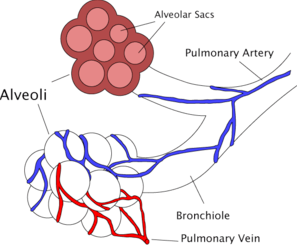 Alveolar Sacs
Pulmonary Artery
Alveoli
Bronchiole
Pulmonary Vein